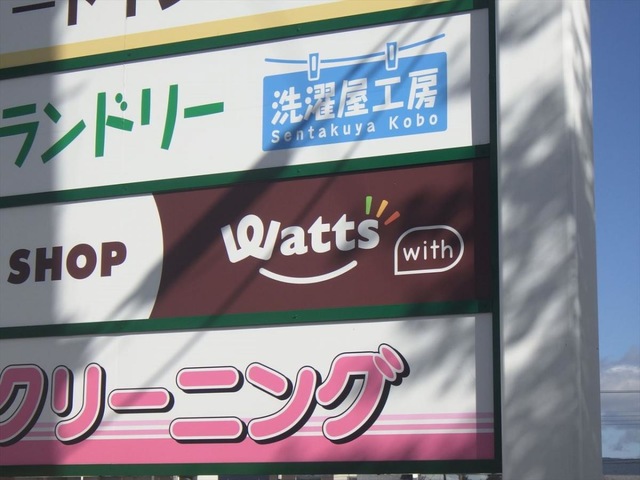 ランドリー
洗濯屋工房
Sentakuya Kobo
SHOP
Watts
with
クリーニング